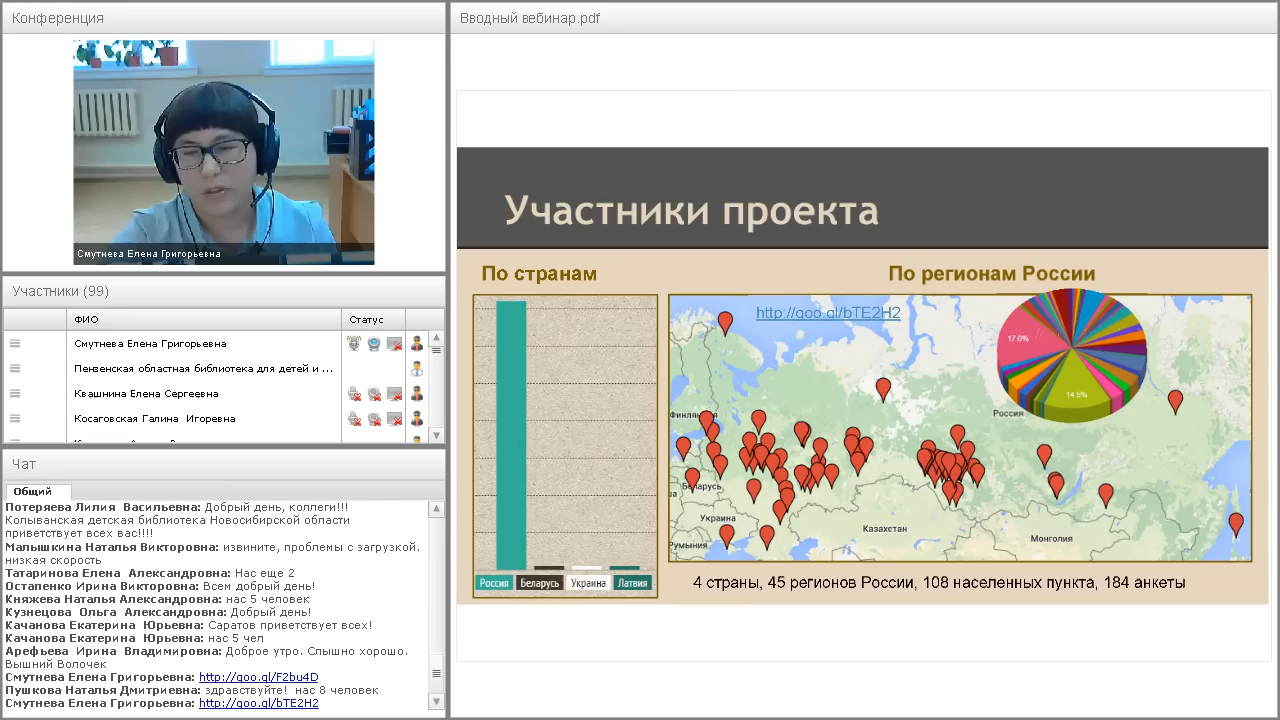 Конференция
Смутнева Елена Григорьевна
Участники (99)
ФИО Статус
Смутнева Елена Григорьевна
Пензенская областная библиотека для детей и ...
Квашнина Елена Сергеевна
Косаговская Галина Игоревна
Чат
Общий
Потеряева Лилия Васильевна: Добрый день, коллеги!!!
Колыванская детская библиотека Новосибирской области
приветствует всех вас!!!!
Малышкина Наталья Викторовна: извините, проблемы с загрузкой.
низкая скорость
Татаринова Елена Александровна: Нас еще 2
Остапенко Ирина Викторовна: Всем добрый день!
Княжева Наталья Александровна: нас 5 человек
Кузнецова Ольга Александровна: Добрый день!
Качанова Екатерина Юрьевна: Саратов приветствует всех!
Качанова Екатерина Юрьевна: нас 5 чел
Арефьева Ирина Владимировна: Доброе утро. Слышно хорошо.
Вышний Волочек
Смутнева Елена Григорьевна: http://goo.gl/F2bu4D
Пушкова Наталья Дмитриевна: здравствуйте! нас 8 человек
Смутнева Елена Григорьевна: http://goo.gl/bTE2H2
Вводный вебинар.pdf
Участники проекта
По странам
Россия Беларусь Украина Латвия
По регионам России
http://goo.gl/bTE2H2
17.6%
14.5%
Россия
Финлян
Беларусь
Украина
Румыния
Казахстан
Монголия
4 страны, 45 регионов России, 108 населенных пункта, 184 анкеты